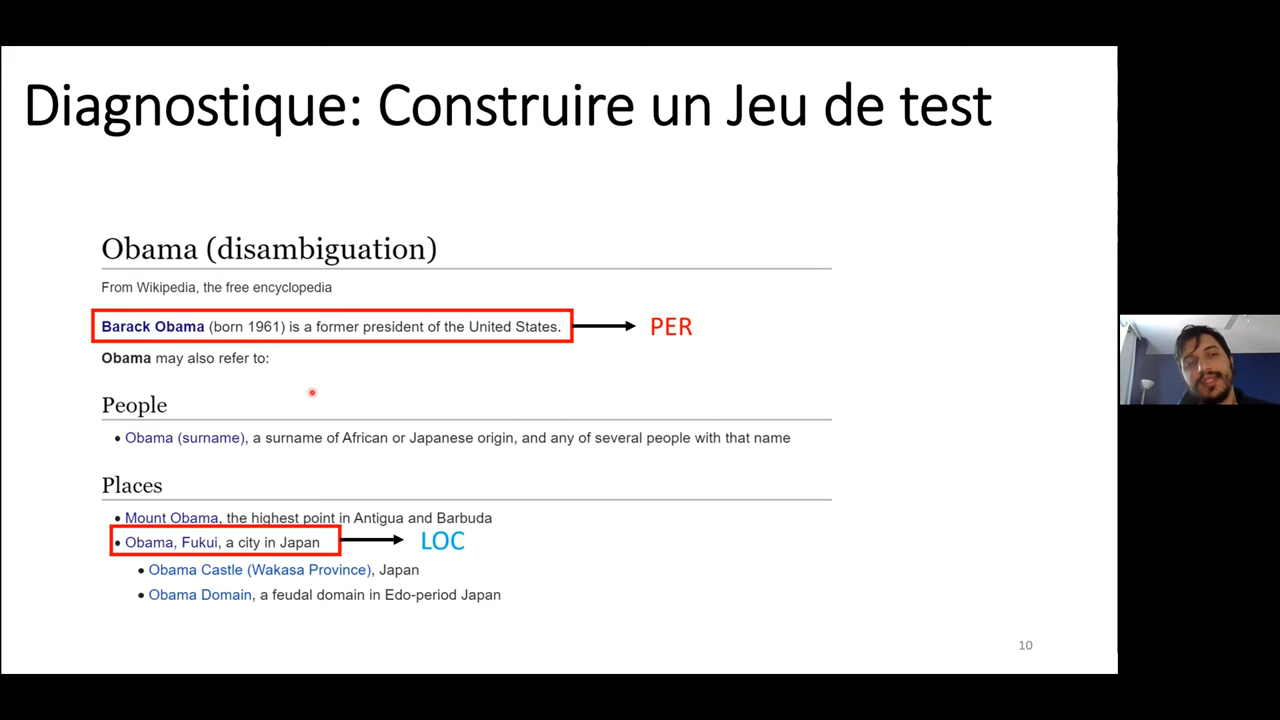 Diagnostique: Construire un Jeu de test
Obama (disambiguation)
From Wikipedia, the free encyclopedia
Barack Obama (born 1961) is a former president of the United States.
PER
Obama may also refer to:
People
• Obama (surname), a surname of African or Japanese origin, and any of several people with that name
Places
• Mount Obama, the highest point in Antigua and Barbuda
• Obama, Fukui, a city in Japan
LOC
• Obama Castle (Wakasa Province), Japan
• Obama Domain, a feudal domain in Edo-period Japan
10